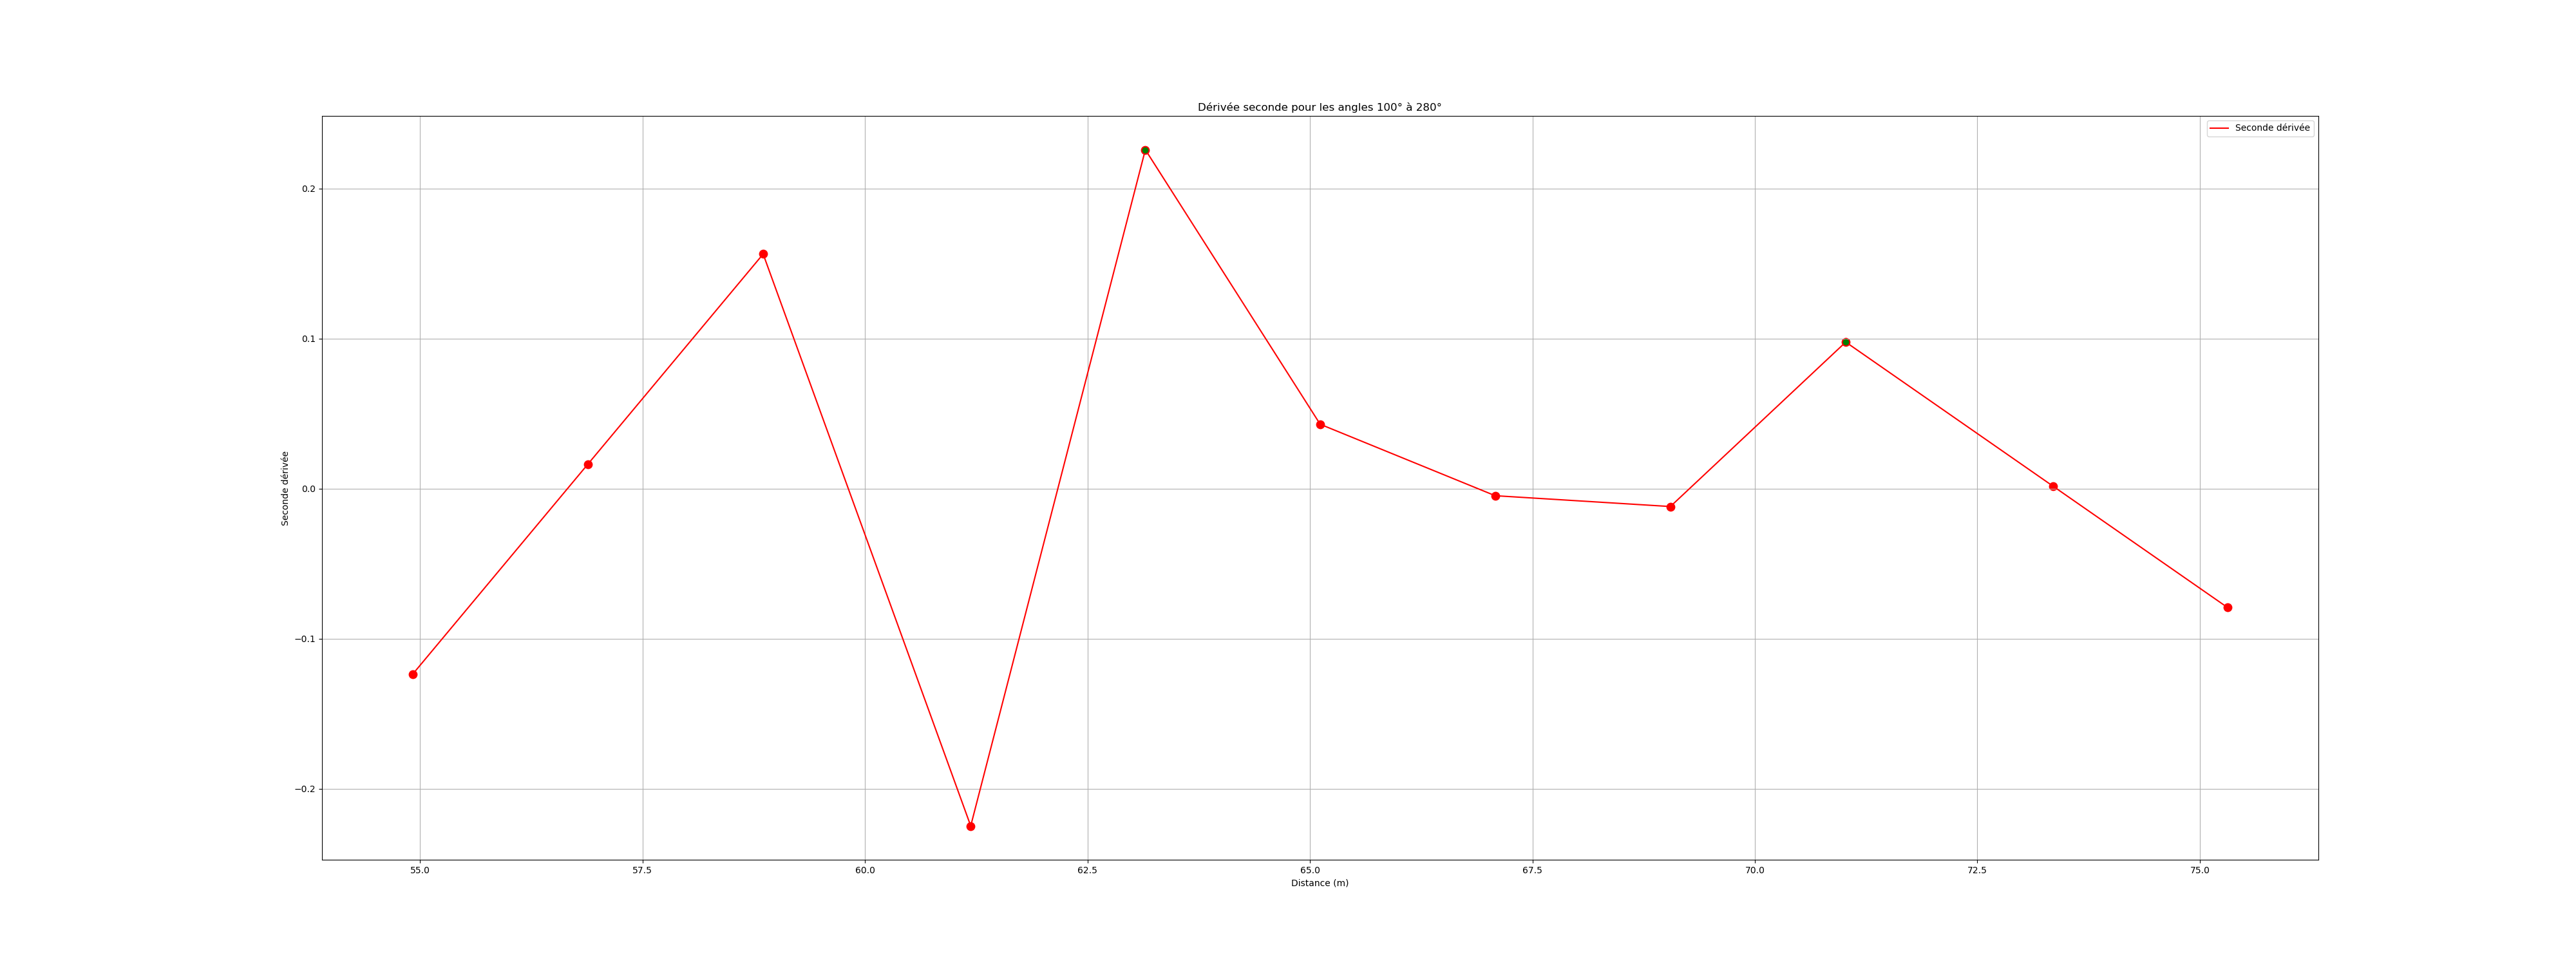 Dérivée seconde pour les angles 100° à 280°
Seconde dérivée
0.2
0.1
0.0
−0.1
−0.2
Seconde dérivée
55.0 57.5 60.0 62.5 65.0 67.5 70.0 72.5 75.0
Distance (m)